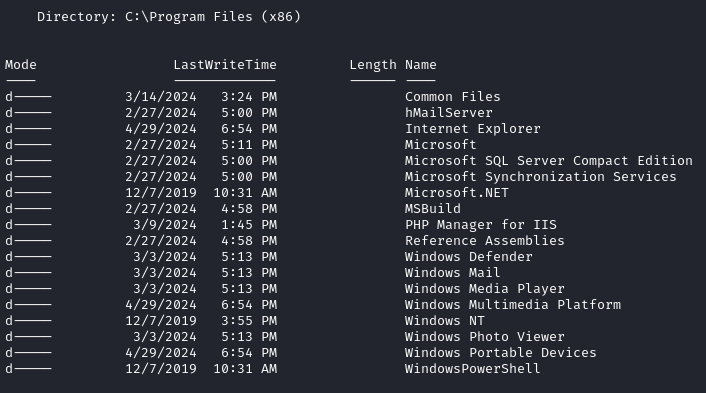 Directory: C:\Program Files (x86)
Mode                 LastWriteTime         Length Name
----                 -------------         ------ ----
d-----         3/14/2024   3:24 PM                Common Files
d-----         2/27/2024   5:00 PM                hMailServer
d-----         4/29/2024   6:54 PM                Internet Explorer
d-----         2/27/2024   5:11 PM                Microsoft
d-----         2/27/2024   5:00 PM                Microsoft SQL Server Compact Edition
d-----         2/27/2024   5:00 PM                Microsoft Synchronization Services
d-----         12/7/2019  10:31 AM                Microsoft.NET
d-----         2/27/2024   4:58 PM                MSBuild
d-----          3/9/2024   1:45 PM                PHP Manager for IIS
d-----         2/27/2024   4:58 PM                Reference Assemblies
d-----          3/3/2024   5:13 PM                Windows Defender
d-----          3/3/2024   5:13 PM                Windows Mail
d-----          3/3/2024   5:13 PM                Windows Media Player
d-----         4/29/2024   6:54 PM                Windows Multimedia Platform
d-----         12/7/2019   3:55 PM                Windows NT
d-----          3/3/2024   5:13 PM                Windows Photo Viewer
d-----         4/29/2024   6:54 PM                Windows Portable Devices
d-----         12/7/2019  10:31 AM                WindowsPowerShell